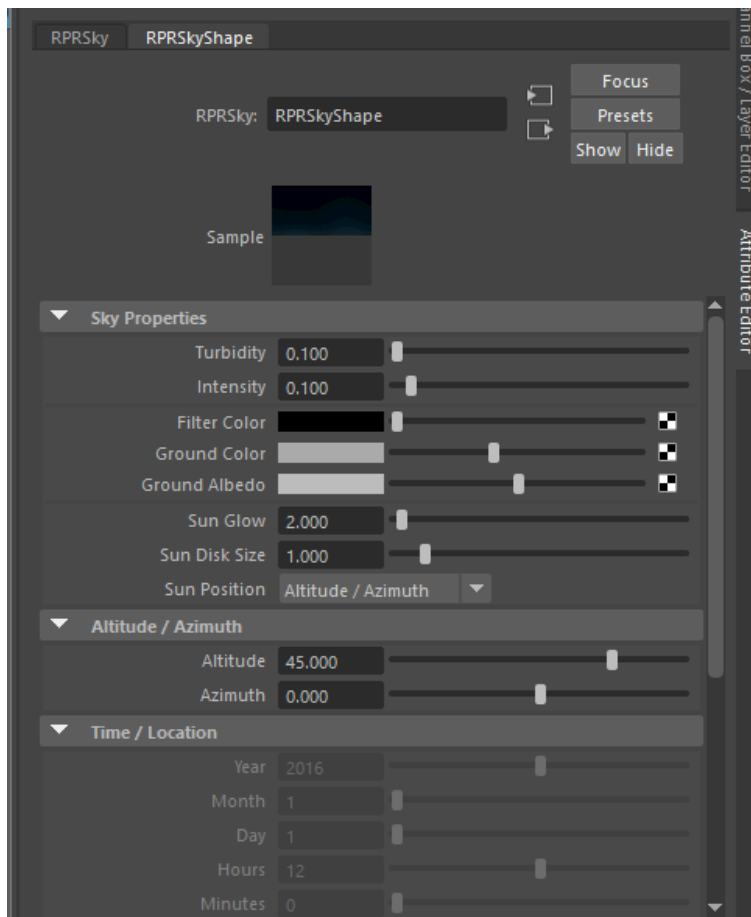 RPRSky RPRSkyShape
Focus
RPRSky: RPRSkyShape
Presets
Show Hide
Sample
Sky Properties
Turbidity 0.100
Intensity 0.100
Filter Color
Ground Color
Ground Albedo
Sun Glow 2.000
Sun Disk Size 1.000
Sun Position Altitude / Azimuth
Altitude / Azimuth
Altitude 45.000
Azimuth 0.000
Time / Location
Year 2016
Month 1
Day 1
Hours 12
Minutes 0
Box / Layer Editor
Attribute Editor